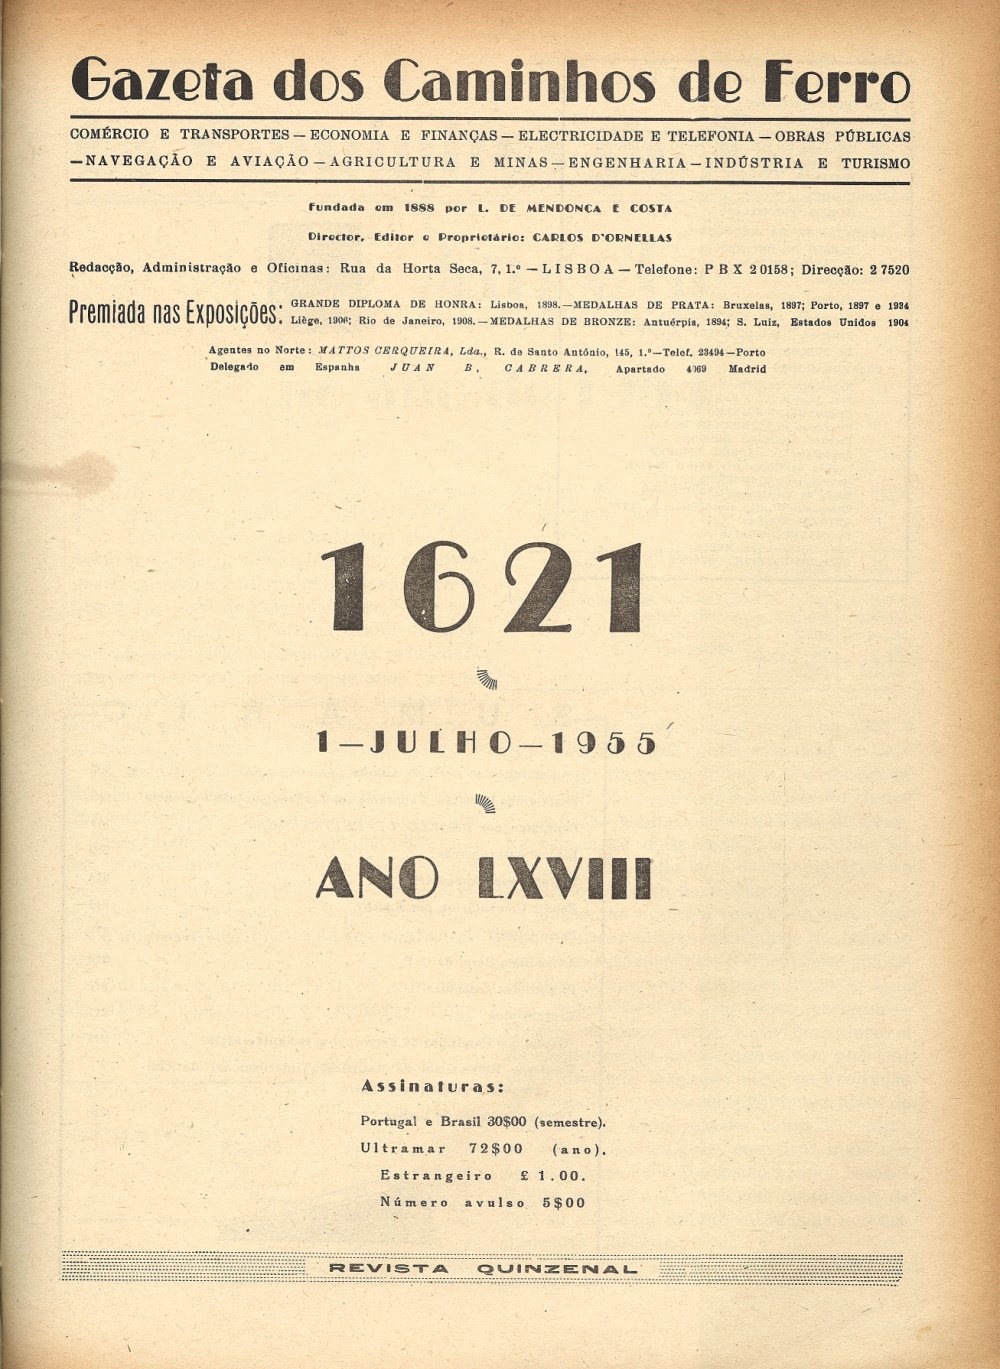 Gazeta dos Caminhos de Ferro
COMÉRCIO E TRANSPORTES — ECONOMIA E FINANÇAS — ELECTRICIDADE E TELEFONIA — OBRAS PÚBLICAS
—NAVEGAÇÃO E AVIAÇÃO — AGRICULTURA E MINAS — ENGENHARIA — INDÚSTRIA E TURISMO
Fundada em 1888 por L. DE MENDONÇA E COSTA
Director, Editor e Proprietário: CARLOS D'ORNELLAS
Redacção, Administração e Oficinas: Rua da Horta Seca, 7, 1.º — LISBOA — Telefone: PBX 20158; Direcção: 27520
Premiada nas Exposições:
GRANDE DIPLOMA DE HONRA: Lisboa, 1898.—MEDALHAS DE PRATA: Bruxelas, 1897; Porto, 1897 e 1934
Liège, 1906; Rio de Janeiro, 1908.—MEDALHAS DE BRONZE: Antuérpia, 1894; S. Luiz, Estados Unidos 1904
Agentes no Norte: MATTOS CERQUEIRA, Lda., R. de Santo António, 145, 1.º—Telef. 23494—Porto
Delegado em Espanha JUAN B, CABRERA, Apartado 4069 Madrid
1621
1—JULHO—1955
ANO LXVIII
Assinaturas:
Portugal e Brasil 30$00 (semestre).
Ultramar 72$00 (ano).
Estrangeiro £ 1.00.
Número avulso 5$00
REVISTA QUINZENAL